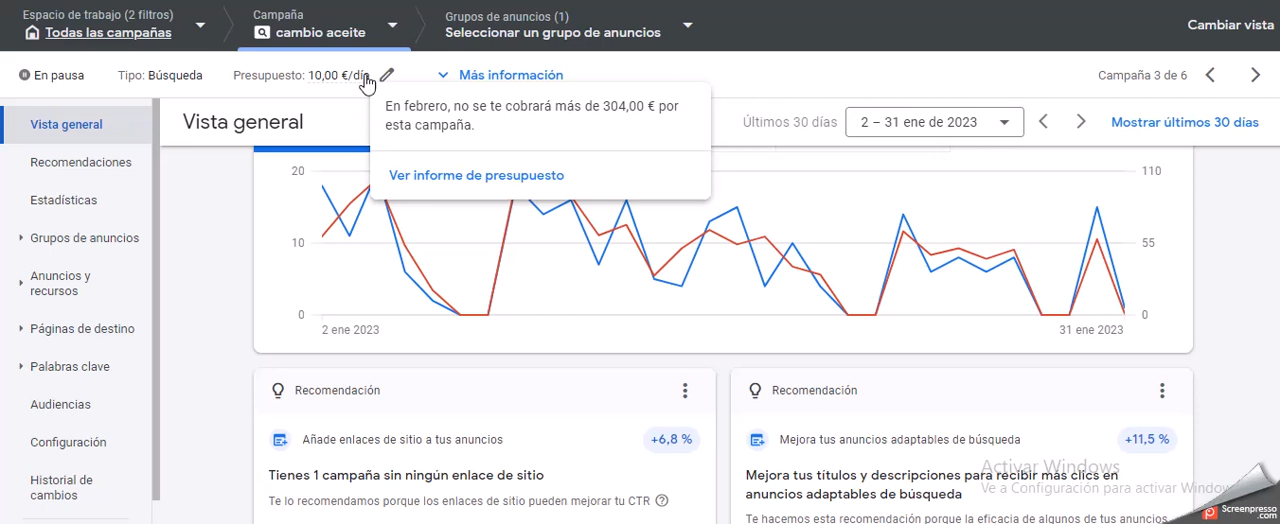 Espacio de trabajo (2 filtros)
Todas las campañas
Campaña
cambio aceite
Grupos de anuncios (1)
Seleccionar un grupo de anuncios
Cambiar vista
En pausa
Tipo: Búsqueda
Presupuesto: 10,00 €/día
Más información
Campaña 3 de 6
En febrero, no se te cobrará más de 304,00 € por
esta campaña.
Ver informe de presupuesto
Vista general
Recomendaciones
Estadísticas
Grupos de anuncios
Anuncios y
recursos
Páginas de destino
Palabras clave
Audiencias
Configuración
Historial de
cambios
Vista general
Últimos 30 días
2 – 31 ene de 2023
Mostrar últimos 30 días
20
10
0
110
55
0
2 ene 2023
31 ene 2023
Recomendación
Añade enlaces de sitio a tus anuncios
+6,8 %
Tienes 1 campaña sin ningún enlace de sitio
Te lo recomendamos porque los enlaces de sitio pueden mejorar tu CTR
Recomendación
Mejora tus anuncios adaptables de búsqueda
+11,5 %
Mejora tus títulos y descripciones para recibir más clics en
anuncios adaptables de búsqueda
Te hacemos esta recomendación porque la eficacia de algunos de tus anuncios
Activar Windows
Ve a Configuración para activar Windows
Screenpresso
.com